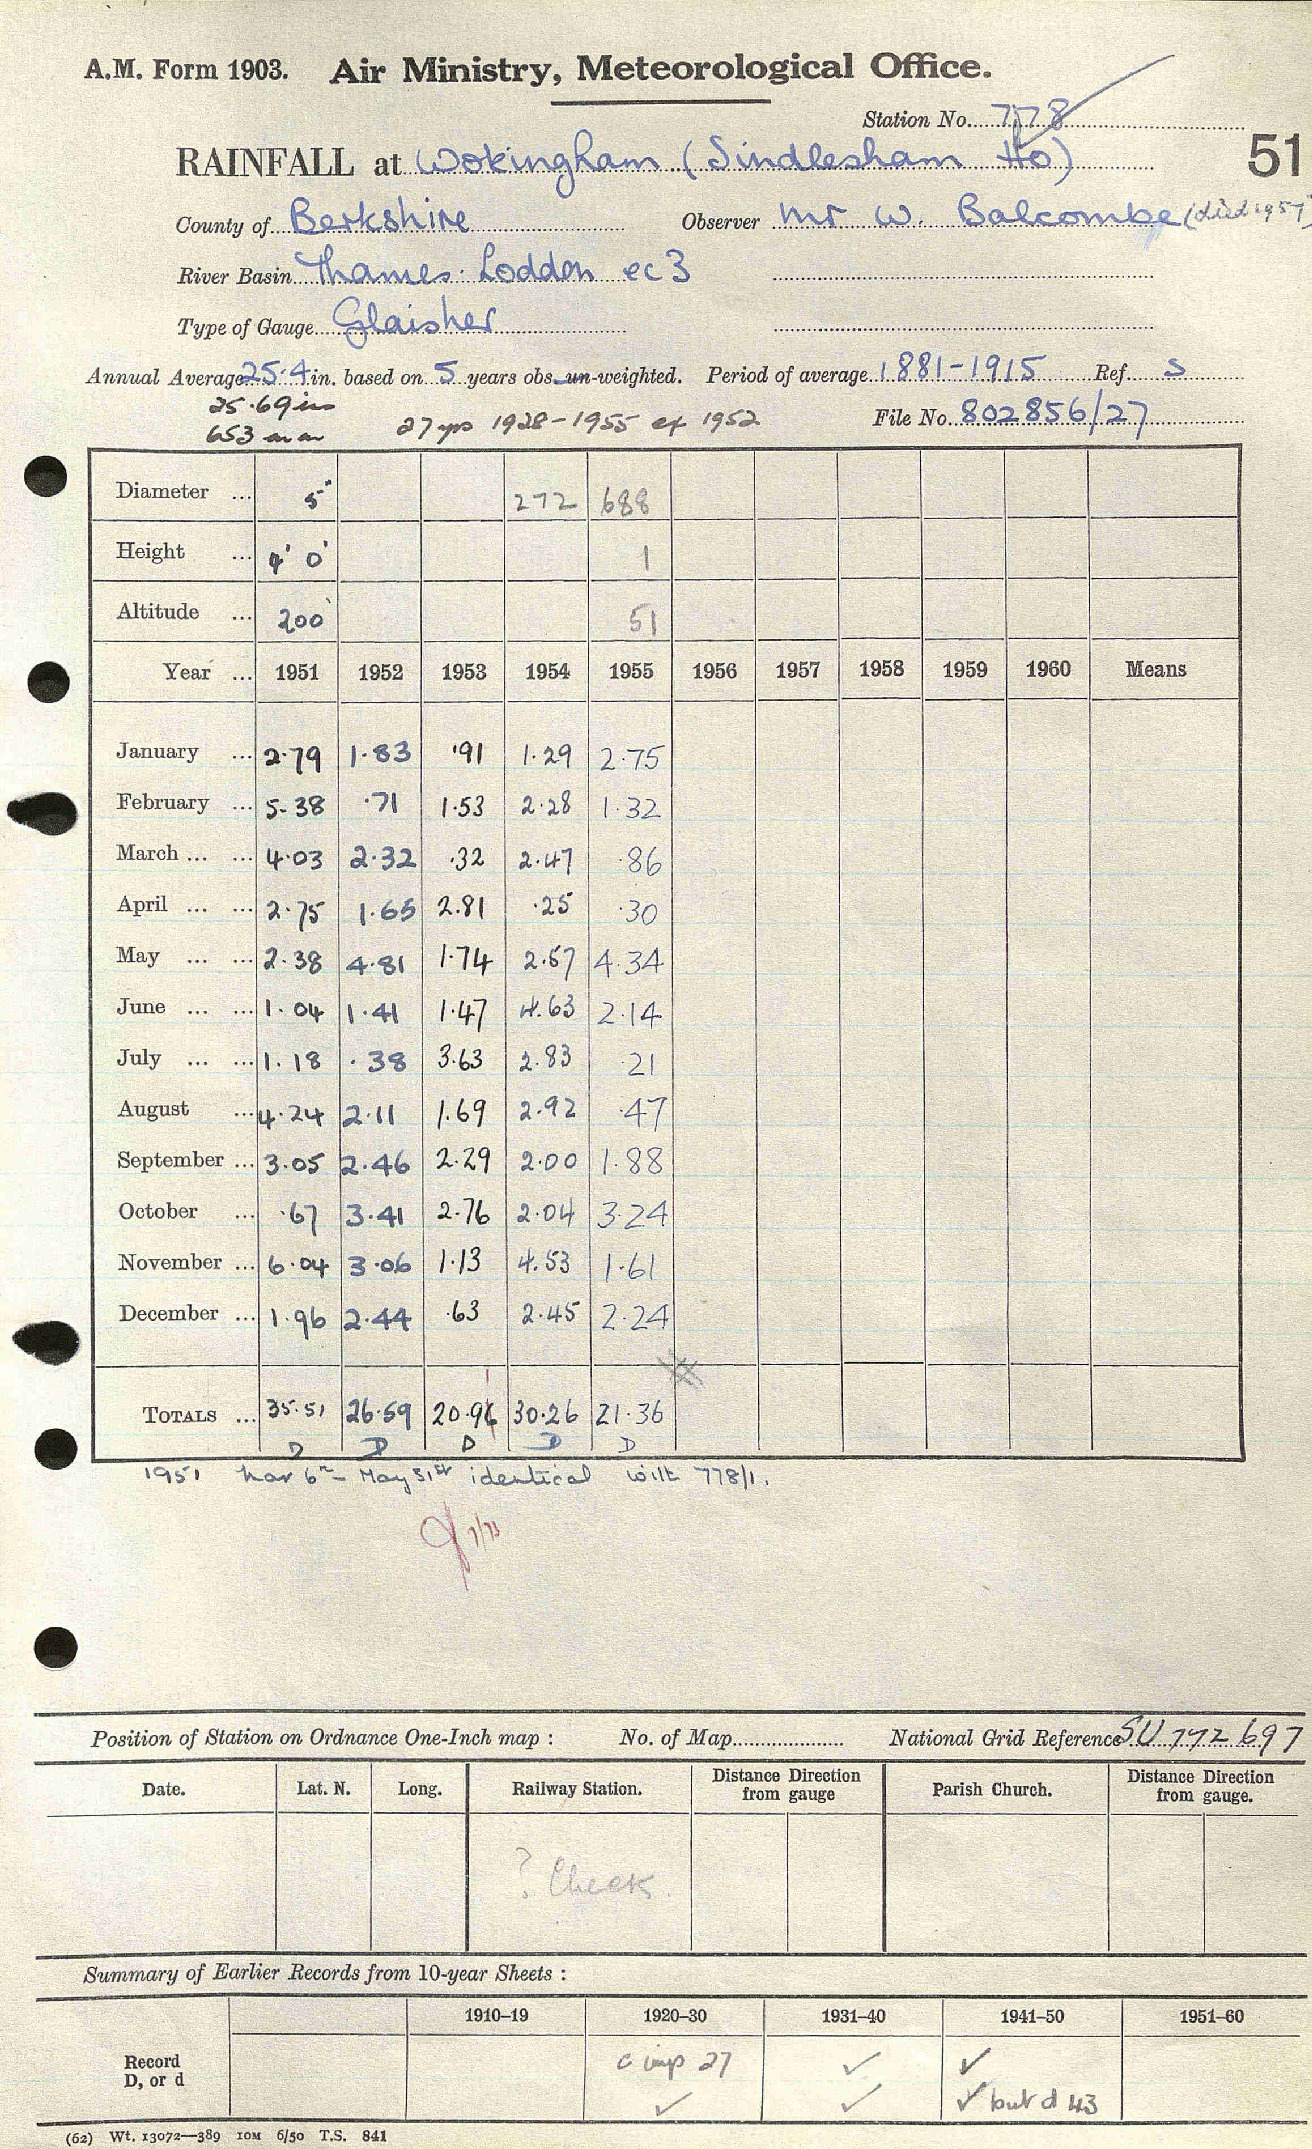 A.M. Form 1903. Air Ministry, Meteorological Office.
Station No. 778
51
RAINFALL at Wokingham (Sindlesham Ho)
County of Berkshire Observer Mr W. Balcombe (died 1957)
River Basin Thames: Loddon ec 3
Type of Gauge Glaisher
Annual Average 25.4 in. based on 5 years obs. un-weighted. Period of average 1881-1915 Ref. S
25.69 ins
653 mm 27 yrs 1928-1955 ex 1952 File No. 802856/27
Diameter ... 5" 272 688
Height ... 4' 0" 1
Altitude ... 200' 51
Year ... 1951 1952 1953 1954 1955 1956 1957 1958 1959 1960 Means
January ... 2.79 1.83 .91 1.29 2.75
February ... 5.38 .71 1.53 2.28 1.32
March ... ... 4.03 2.32 .32 2.47 .86
April ... ... 2.75 1.65 2.81 .25 .30
May ... ... 2.38 4.81 1.74 2.57 4.34
June ... ... 1.04 1.41 1.47 4.63 2.14
July ... ... 1.18 .38 3.63 2.83 .21
August ... 4.24 2.11 1.69 2.92 .47
September ... 3.05 2.46 2.29 2.00 1.88
October ... .67 3.41 2.76 2.04 3.24
November ... 6.04 3.06 1.13 4.53 1.61
December ... 1.96 2.44 .63 2.45 2.24
TOTALS ... 35.51 26.59 20.91 30.26 21.36
D D D D D
1951 Mar 6th - May 31st identical with 778/1.
7/73
Position of Station on Ordnance One-Inch map : No. of Map National Grid Reference SU 772 697
Date. Lat. N. Long. Railway Station. Distance Direction from gauge Parish Church. Distance Direction from gauge.
? Check
Summary of Earlier Records from 10-year Sheets :
1910–19 1920–30 1931–40 1941–50 1951–60
Record c imp 27 ✓ ✓
D, or d ✓ ✓ ✓ but d 43
(62) Wt. 13072—389 10M 6/50 T.S. 841